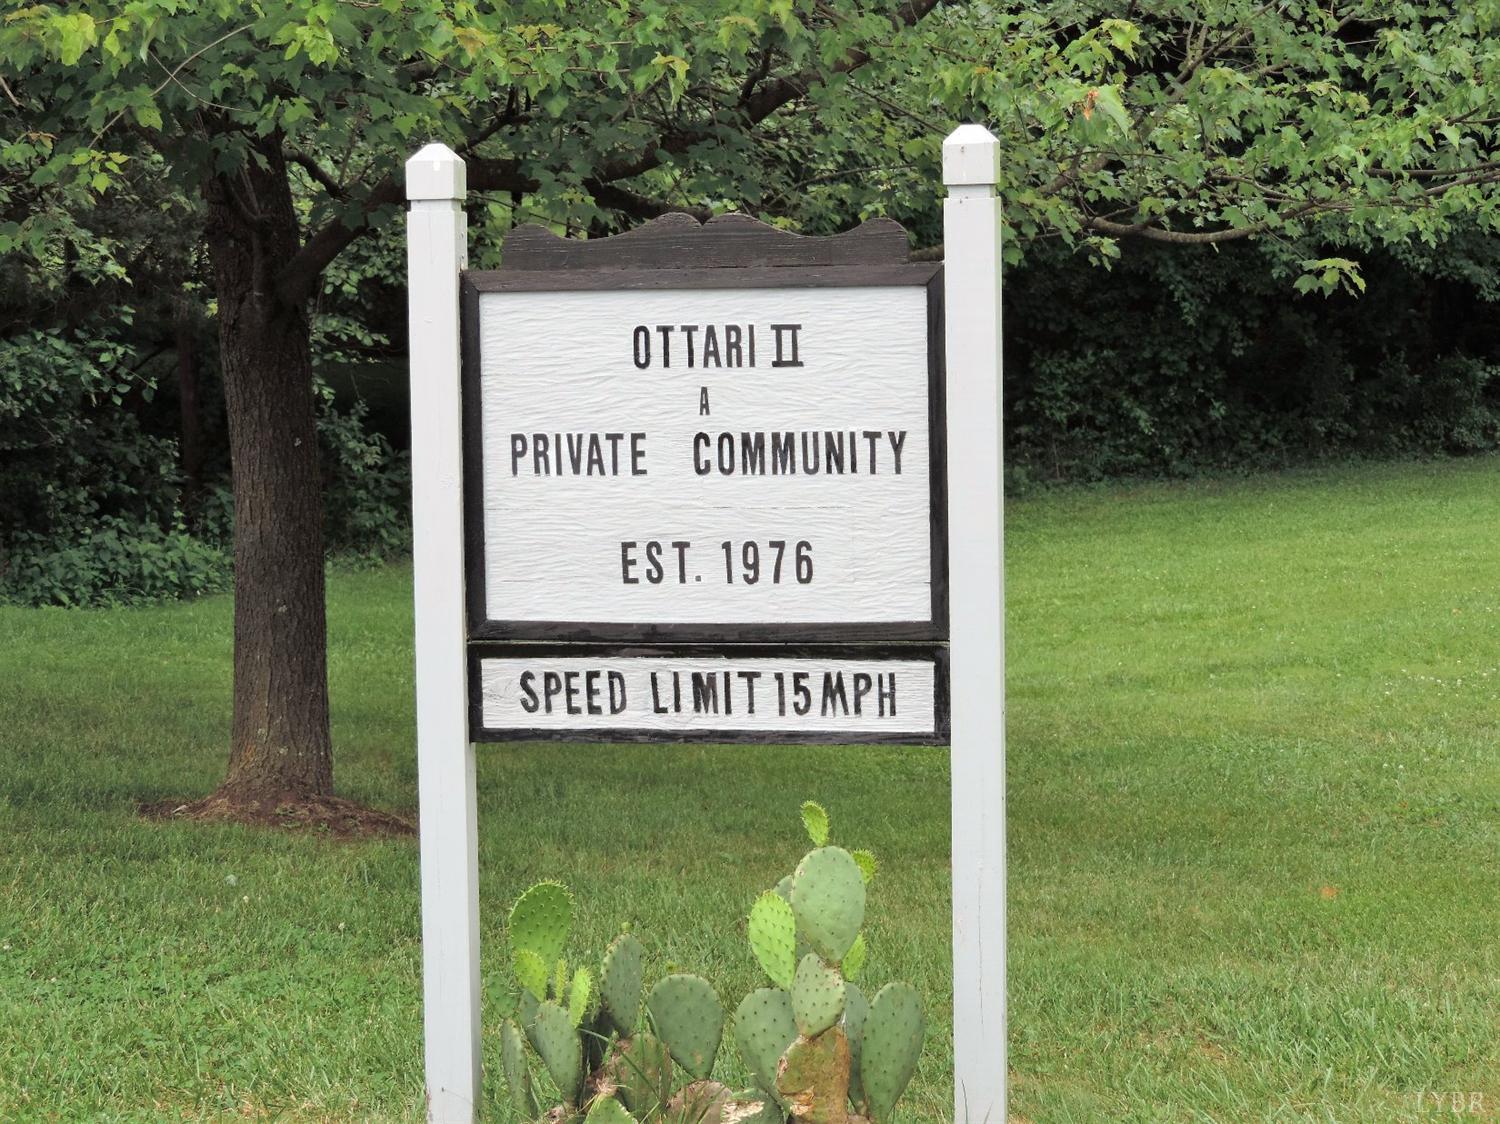 OTTARI II
A
PRIVATE COMMUNITY
EST. 1976
SPEED LIMIT 15 MPH
LYBR